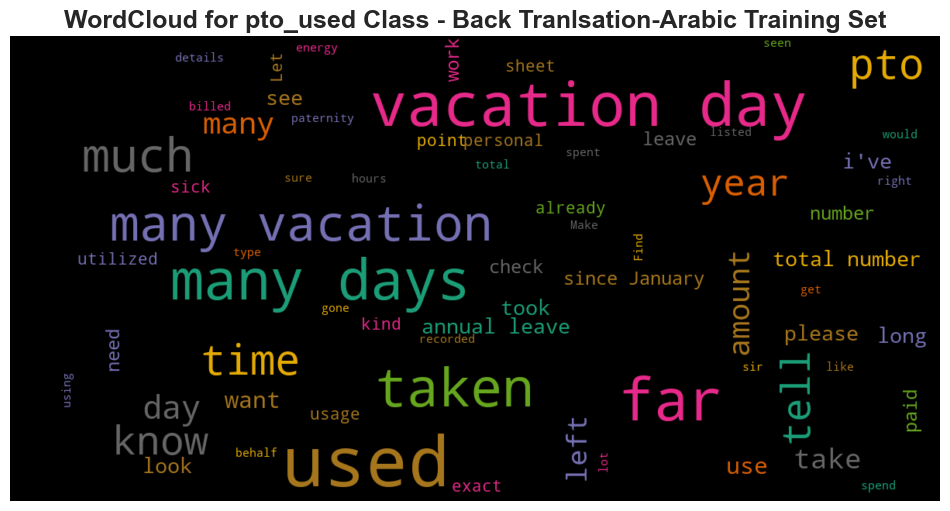 WordCloud for pto_used Class - Back Tranlsation-Arabic Training Set
details
energy
Let
work
sheet
seen
pto
see
vacation day
billed
many
paternity
point
personal
leave
listed
would
much
total
spent
i've
sick
sure
hours
year
right
many vacation
already
Make
number
utilized
type
many days
check
Find
since January
total number
amount
get
gone
took
kind
annual leave
recorded
please
long
need
time
tell
sir
like
using
want
taken
far
paid
day
usage
know
left
look
behalf
used
lot
exact
use
take
spend